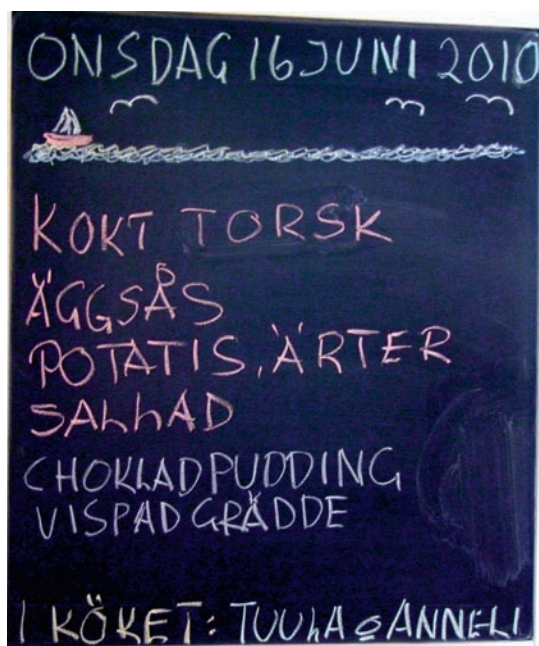 ONSDAG 16 JUNI 2010
KOKT TORSK
ÄGGSÅS
POTATIS, ÄRTER
SALLAD
CHOKLADPUDDING
VISPAD GRÄDDE
I KÖKET: TUULA o ANNELI